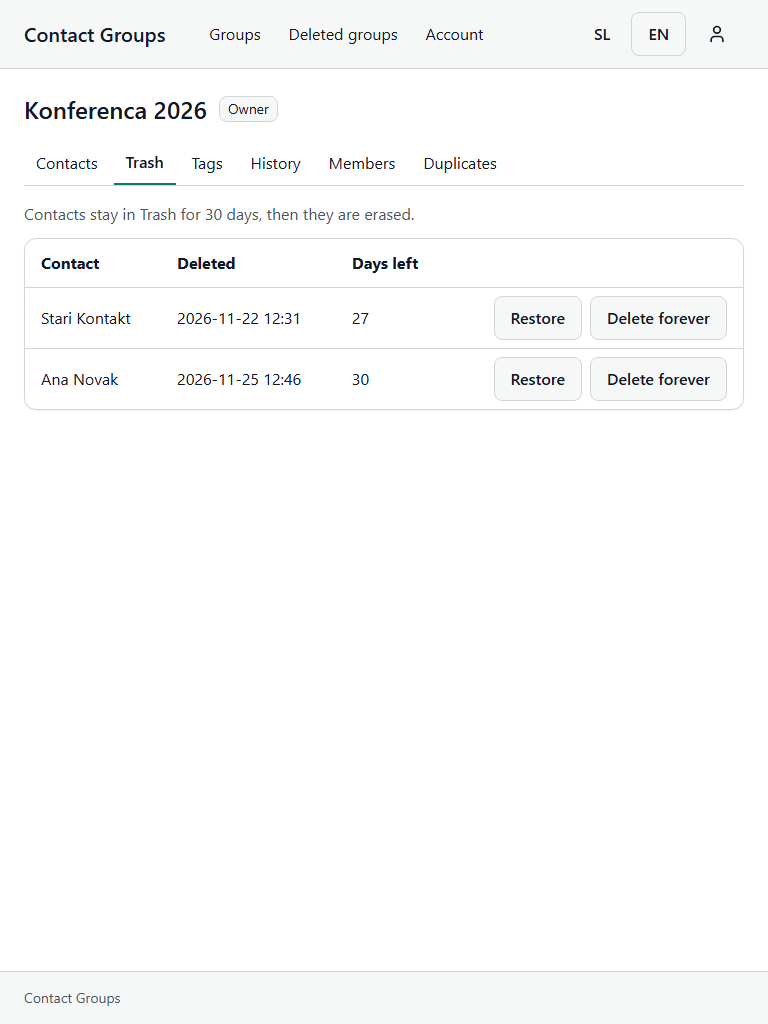 Contact Groups Groups Deleted groups Account SL EN
Konferenca 2026 Owner
Contacts Trash Tags History Members Duplicates
Contacts stay in Trash for 30 days, then they are erased.
Contact Deleted Days left
Stari Kontakt 2026-11-22 12:31 27 Restore Delete forever
Ana Novak 2026-11-25 12:46 30 Restore Delete forever
Contact Groups